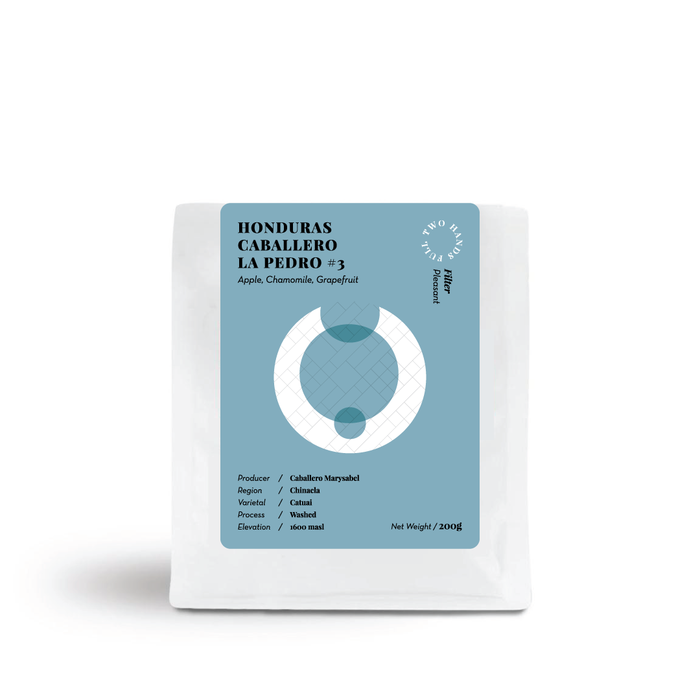 HONDURAS
CABALLERO
LA PEDRO #3
Apple, Chamomile, Grapefruit
TWO HANDS FULL
Filter
Pleasant
Producer / Caballero Marysabel
Region / Chinacla
Varietal / Catuai
Process / Washed
Elevation / 1600 masl
Net Weight / 200g